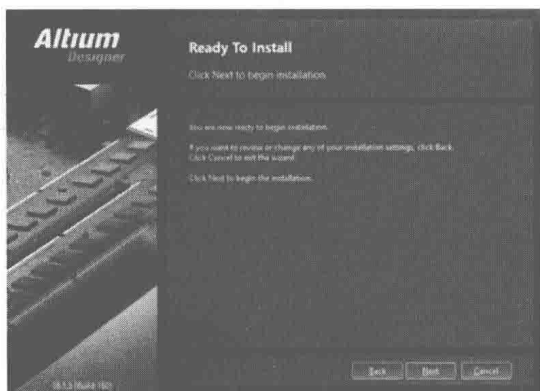 Altium
Designer
Ready To Install
Click Next to begin installation
You are now ready to begin installation.
If you want to review or change any of your installation settings, click Back.
Click Cancel to exit the wizard.
Click Next to begin the installation.
Back Next Cancel